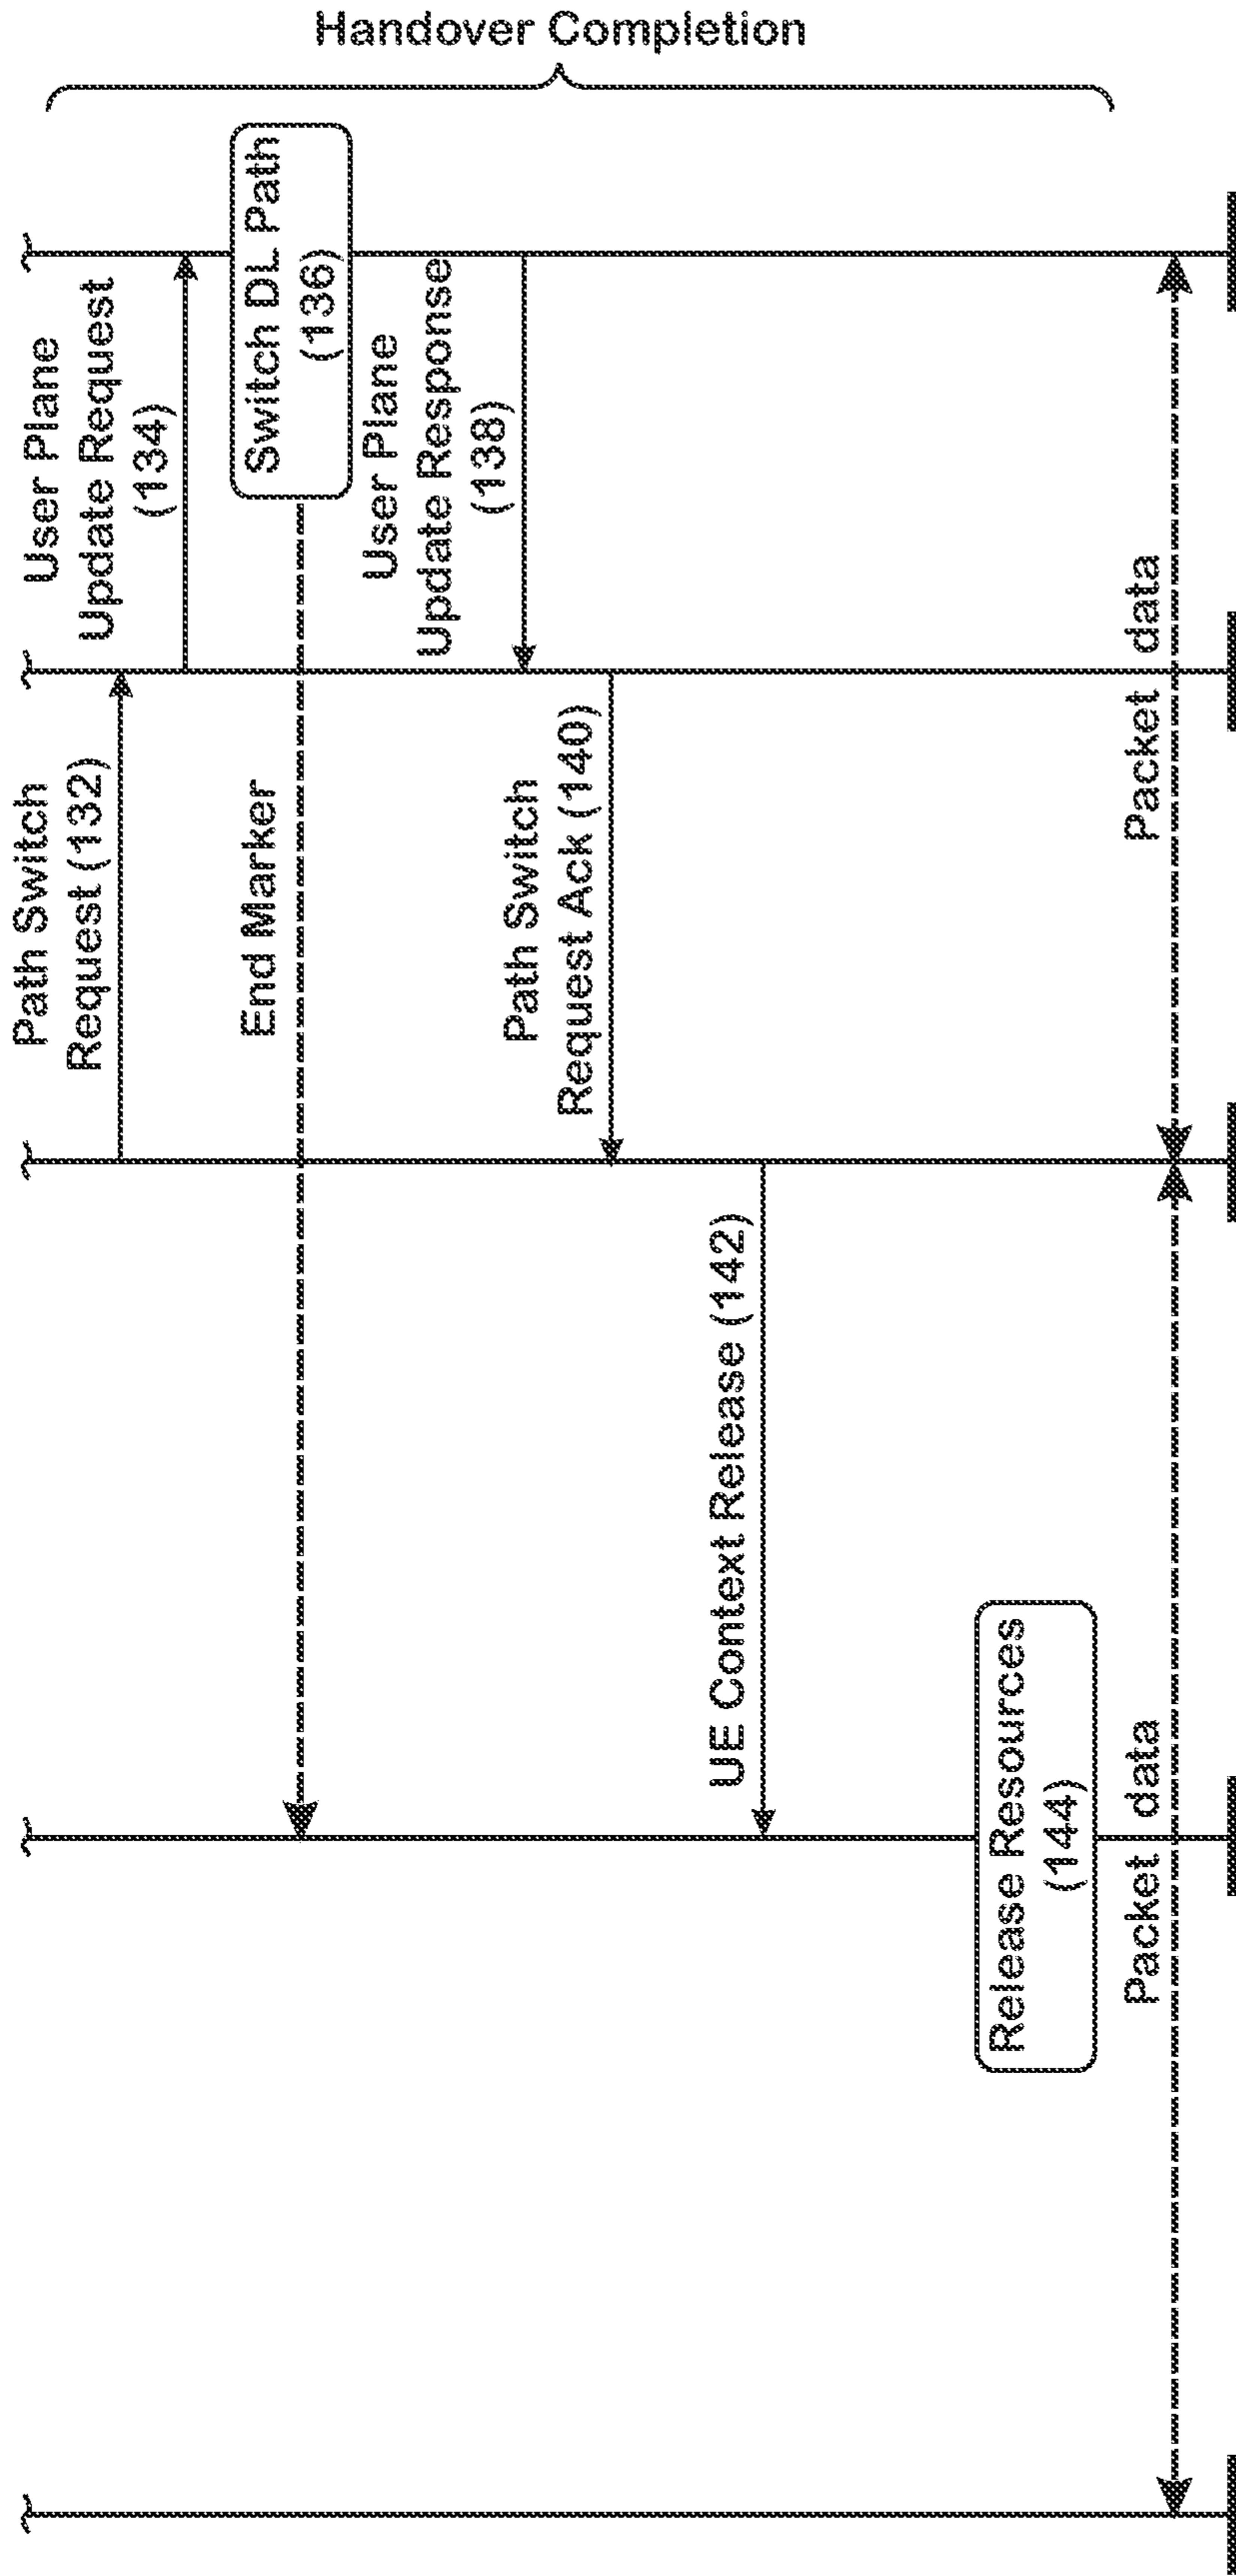 Handover Completion
Path Switch
Request (132)
User Plane
Update Request
(134)
Switch DL Path
(136)
End Marker
User Plane
Update Response
(138)
Path Switch
Request Ack (140)
UE Context Release (142)
Release Resources
(144)
Packet data
Packet data